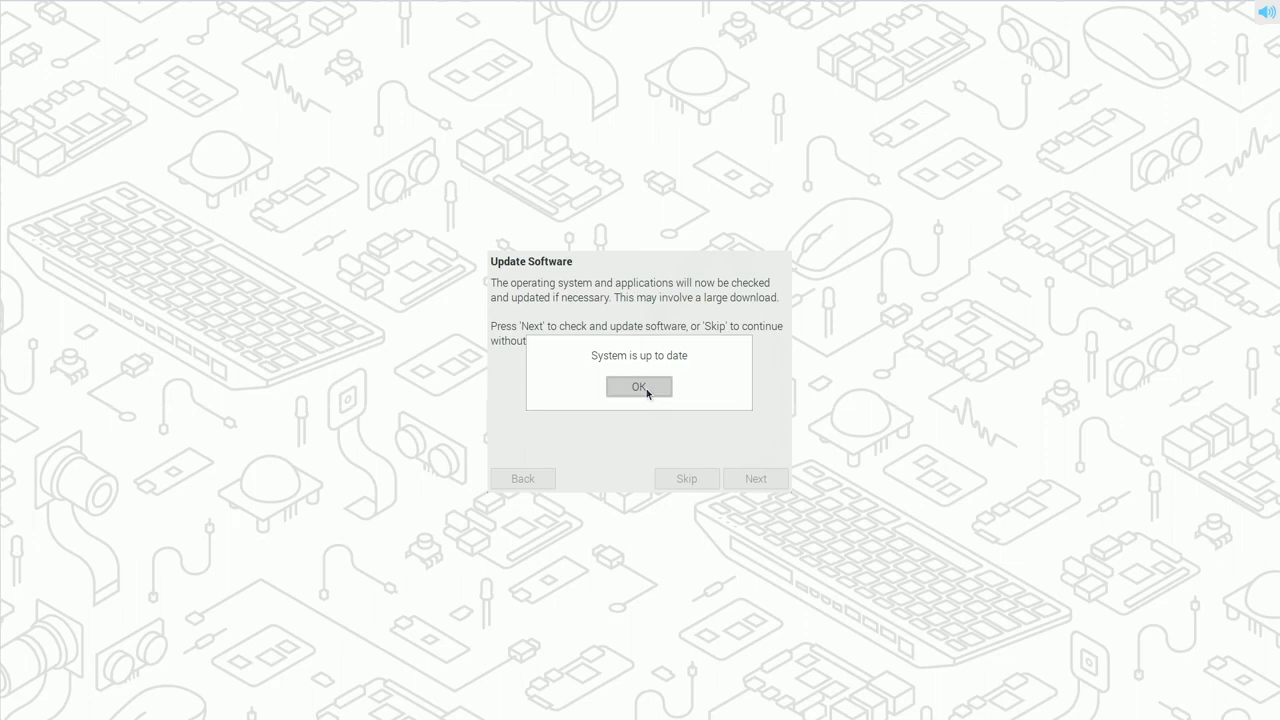 Update Software
The operating system and applications will now be checked
and updated if necessary. This may involve a large download.
Press 'Next' to check and update software, or 'Skip' to continue
without
System is up to date
OK
Back
Skip
Next